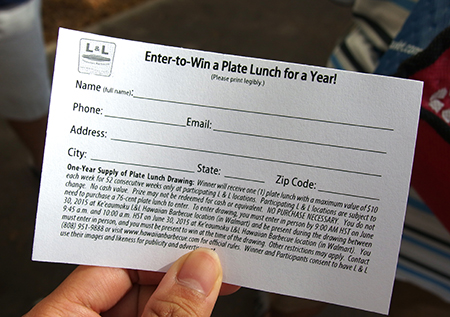 L & L
Enter-to-Win a Plate Lunch for a Year!
(Please print legibly.)
Name (full name):
Phone: Email:
Address:
City: State: Zip Code:
One-Year Supply of Plate Lunch Drawing: Winner will receive one (1) plate lunch with a maximum value of $10
each week for 52 consecutive weeks only at participating L & L locations. Participating L & L locations are subject to
change. No cash value. Prize may not be redeemed for cash or equivalent. NO PURCHASE NECESSARY. You do not
need to purchase a 76-cent plate lunch to enter. To enter the drawing, you must enter in person by 9:00 AM HST on June
30, 2015 at Ke'eaumoku L&L Hawaiian Barbecue location (in Walmart) and be present during the drawing between
9:45 a.m. and 10:00 a.m. HST on June 30, 2015 at Ke'eaumoku L&L Hawaiian Barbecue location (in Walmart). You
must enter in person, and you must be present to win at the time of the drawing. Other restrictions may apply. Contact
(808) 951-9888 or visit www.hawaiianbarbecue.com for official rules. Winner and Participants consent to have L & L
use their images and likeness for publicity and